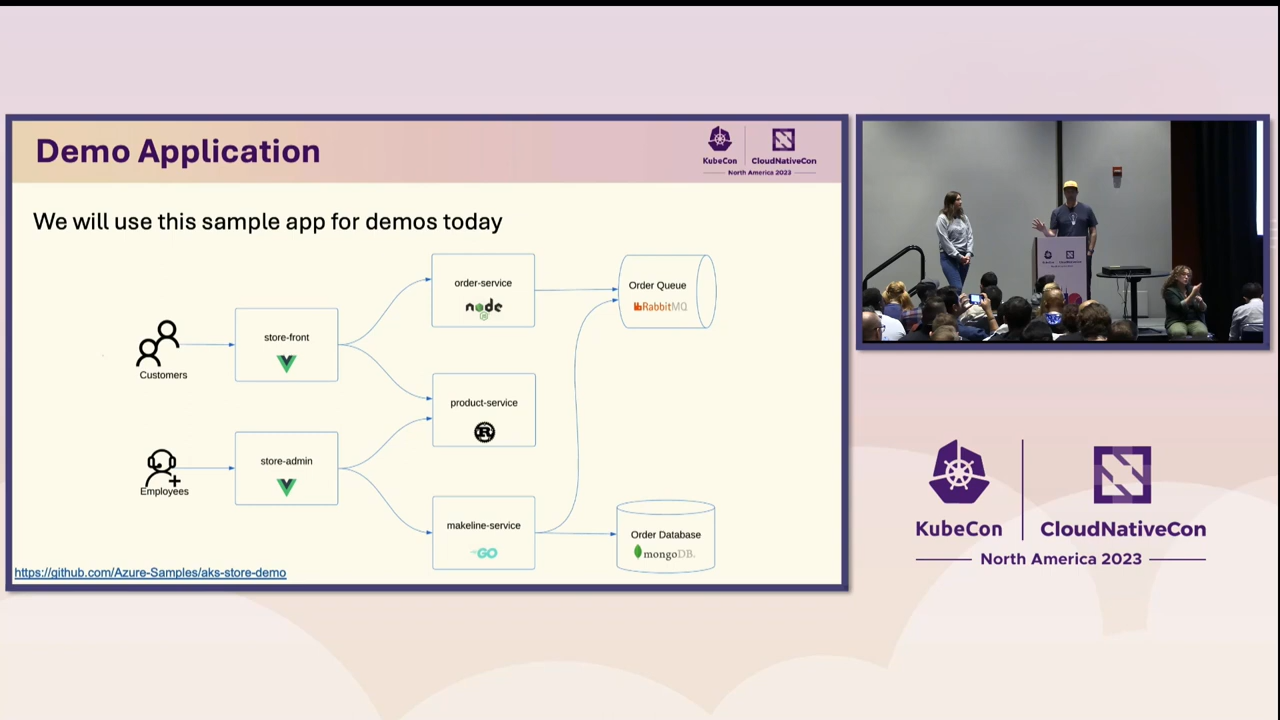 Demo Application
KubeCon
CloudNativeCon
North America 2023
We will use this sample app for demos today
order-service
node
JS
Order Queue
RabbitMQ
store-front
Customers
product-service
R
store-admin
Employees
makeline-service
GO
Order Database
mongoDB.
https://github.com/Azure-Samples/aks-store-demo
KubeCon
CloudNativeCon
North America 2023